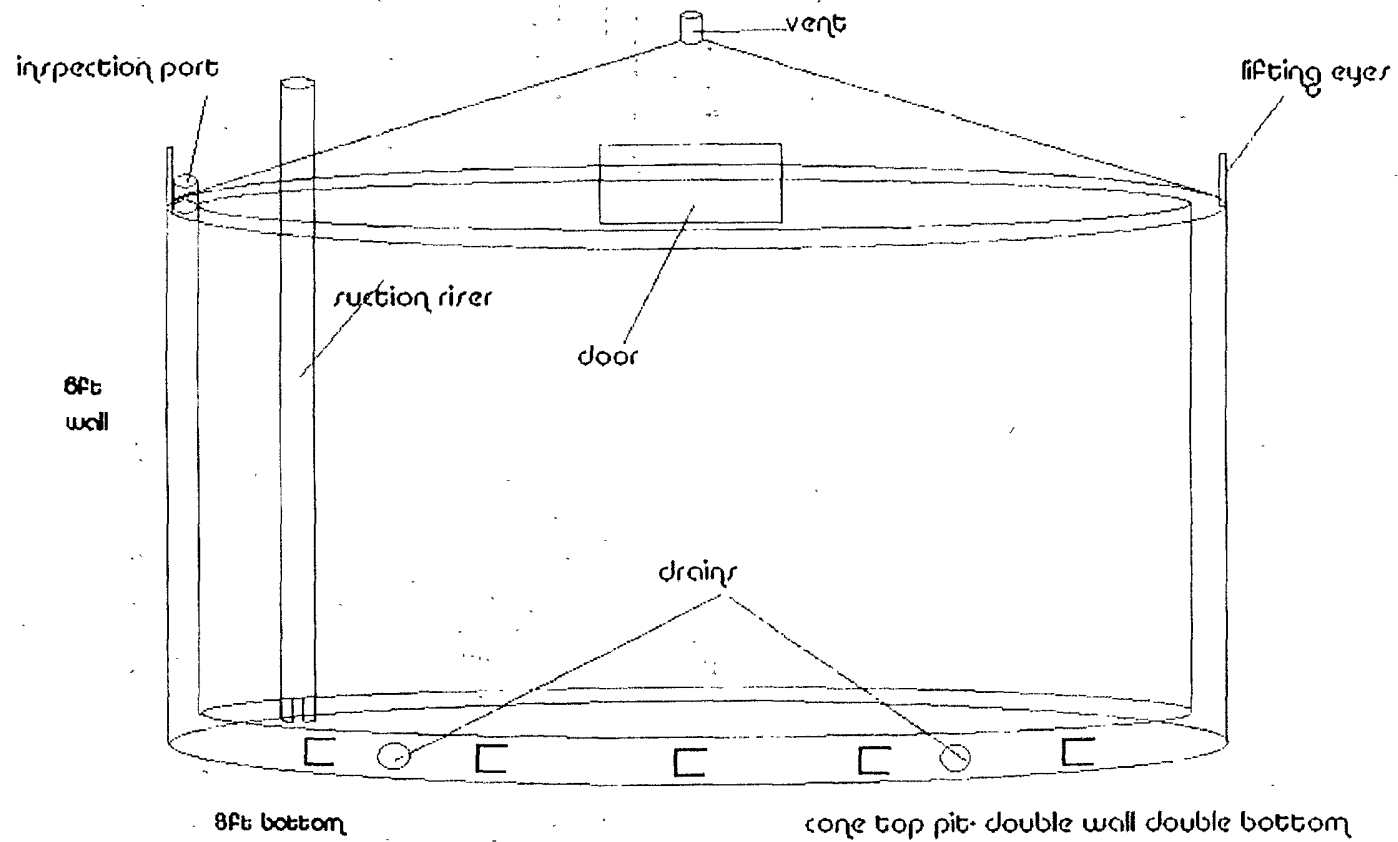 vent
inspection port
lifting eyes
suction riser
door
8ft
wall
drains
8ft bottom
cone top pit- double wall double bottom